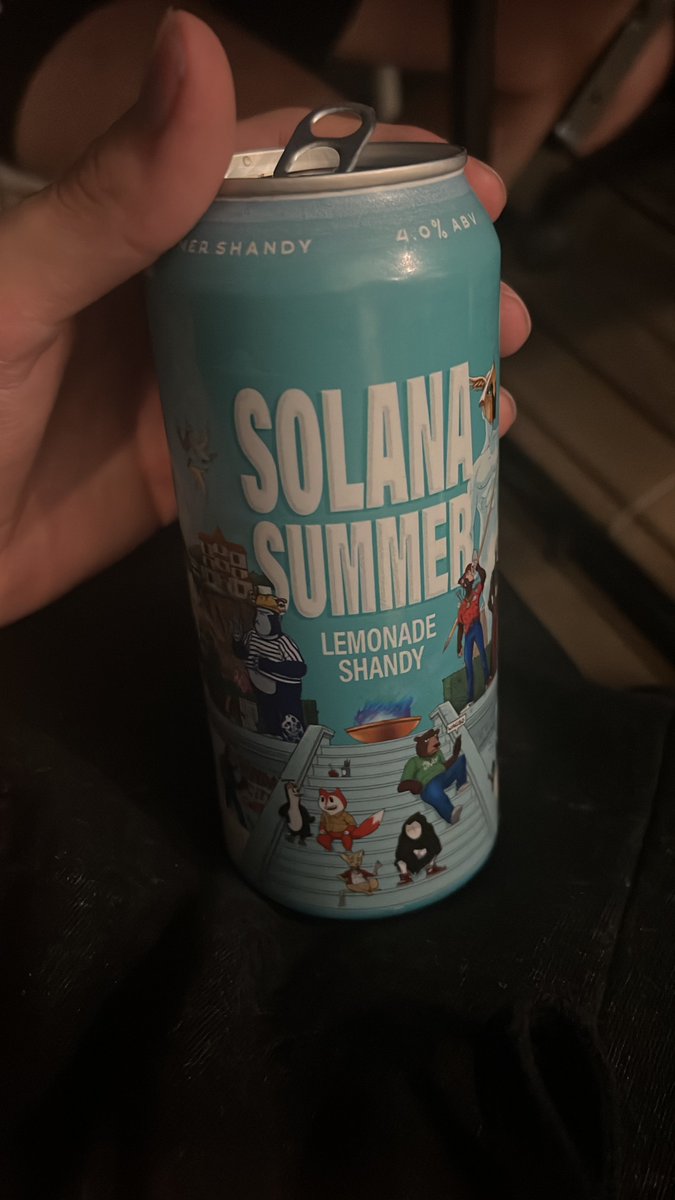 SHANDY
4.0% ABV
SOLANA
SUMMER
LEMONADE
SHANDY